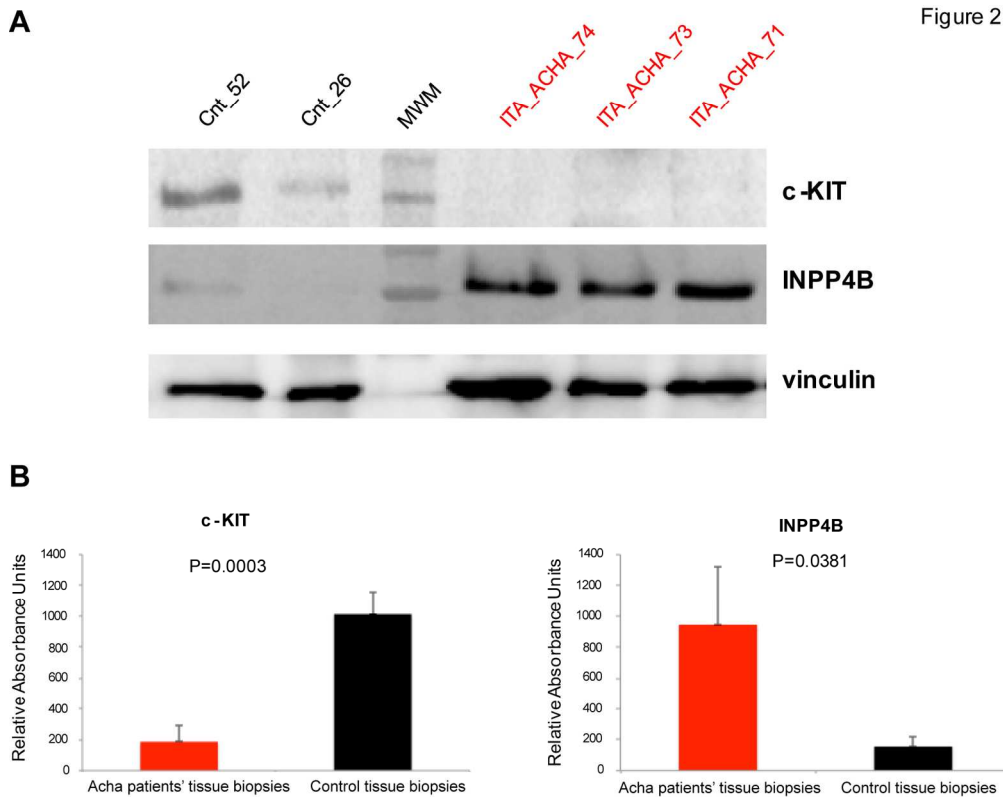 Figure 2
A
Cnt_52
Cnt_26
MWM
ITA_ACHA_74
ITA_ACHA_73
ITA_ACHA_71
c-KIT
INPP4B
vinculin
B
c-KIT
P=0.0003
Relative Absorbance Units
1400
1200
1000
800
600
400
200
0
Acha patients' tissue biopsies
Control tissue biopsies
INPP4B
P=0.0381
Relative Absorbance Units
1400
1200
1000
800
600
400
200
0
Acha patients' tissue biopsies
Control tissue biopsies